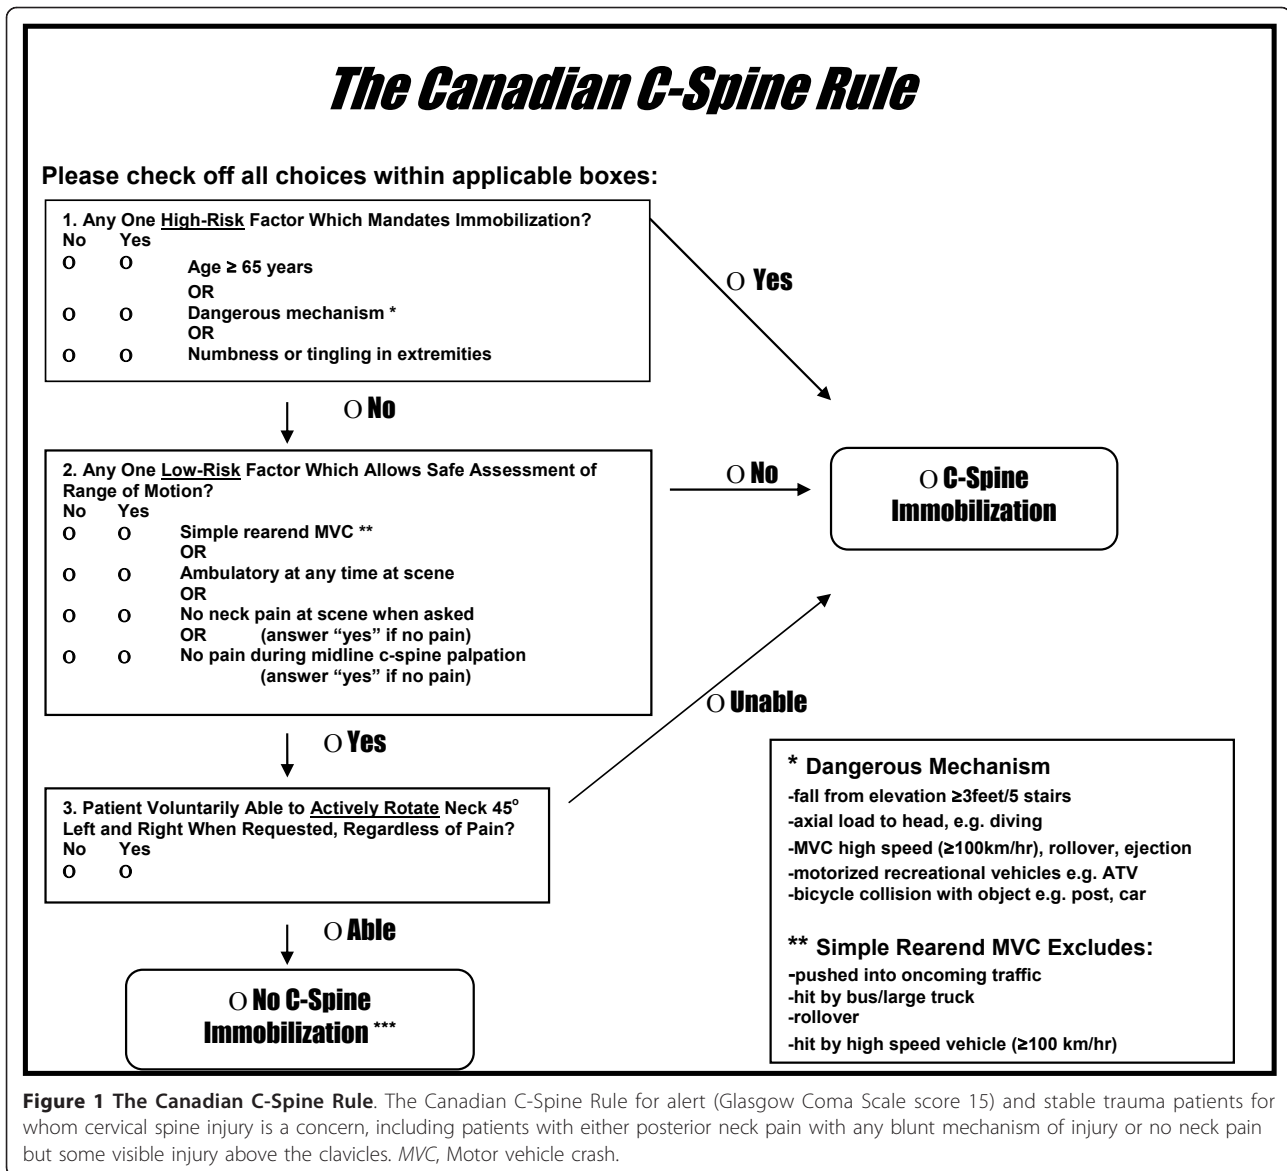 The Canadian C-Spine Rule
Please check off all choices within applicable boxes:
1. Any One High-Risk Factor Which Mandates Immobilization?
No Yes
O O Age ≥ 65 years
OR
O O Dangerous mechanism *
OR
O O Numbness or tingling in extremities
O Yes
O No
2. Any One Low-Risk Factor Which Allows Safe Assessment of
Range of Motion?
No Yes
O O Simple rearend MVC **
OR
O O Ambulatory at any time at scene
OR
O O No neck pain at scene when asked
OR (answer “yes” if no pain)
O O No pain during midline c-spine palpation
(answer “yes” if no pain)
O No
O C-Spine
Immobilization
O Yes
O Unable
3. Patient Voluntarily Able to Actively Rotate Neck 45°
Left and Right When Requested, Regardless of Pain?
No Yes
O O
O Able
O No C-Spine
Immobilization ***
* Dangerous Mechanism
-fall from elevation ≥3feet/5 stairs
-axial load to head, e.g. diving
-MVC high speed (≥100km/hr), rollover, ejection
-motorized recreational vehicles e.g. ATV
-bicycle collision with object e.g. post, car
** Simple Rearend MVC Excludes:
-pushed into oncoming traffic
-hit by bus/large truck
-rollover
-hit by high speed vehicle (≥100 km/hr)
Figure 1 The Canadian C-Spine Rule. The Canadian C-Spine Rule for alert (Glasgow Coma Scale score 15) and stable trauma patients for
whom cervical spine injury is a concern, including patients with either posterior neck pain with any blunt mechanism of injury or no neck pain
but some visible injury above the clavicles. MVC, Motor vehicle crash.